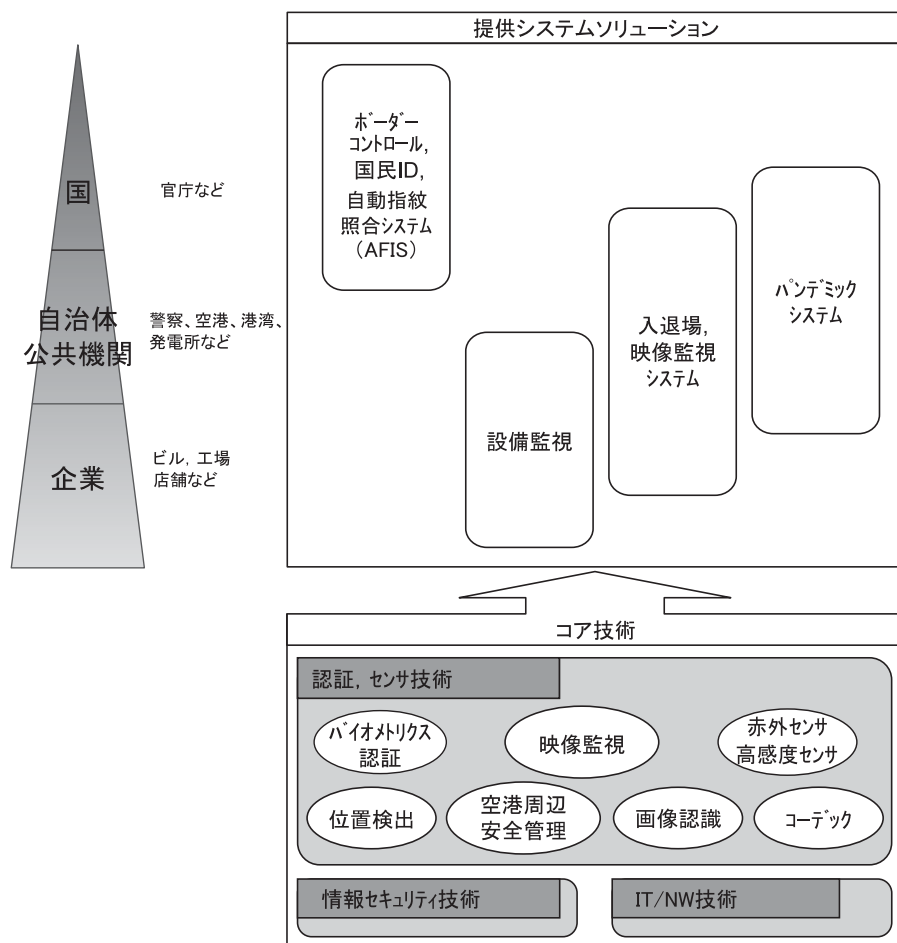 提供システムソリューション
国
官庁など
自治体
公共機関
警察、空港、港湾、
発電所など
企業
ビル, 工場
店舗など
ﾎﾞｰﾀﾞｰ
ｺﾝﾄﾛｰﾙ,
国民ID,
自動指紋
照合ｼｽﾃﾑ
(AFIS)
設備監視
入退場,
映像監視
ｼｽﾃﾑ
ﾊﾟﾝﾃﾞﾐｯｸ
ｼｽﾃﾑ
コア技術
認証, ｾﾝｻ技術
ﾊﾞｲｵﾒﾄﾘｸｽ
認証
映像監視
赤外ｾﾝｻ
高感度ｾﾝｻ
位置検出
空港周辺
安全管理
画像認識
ｺｰﾃﾞｯｸ
情報ｾｷｭﾘﾃｨ技術
IT/NW技術